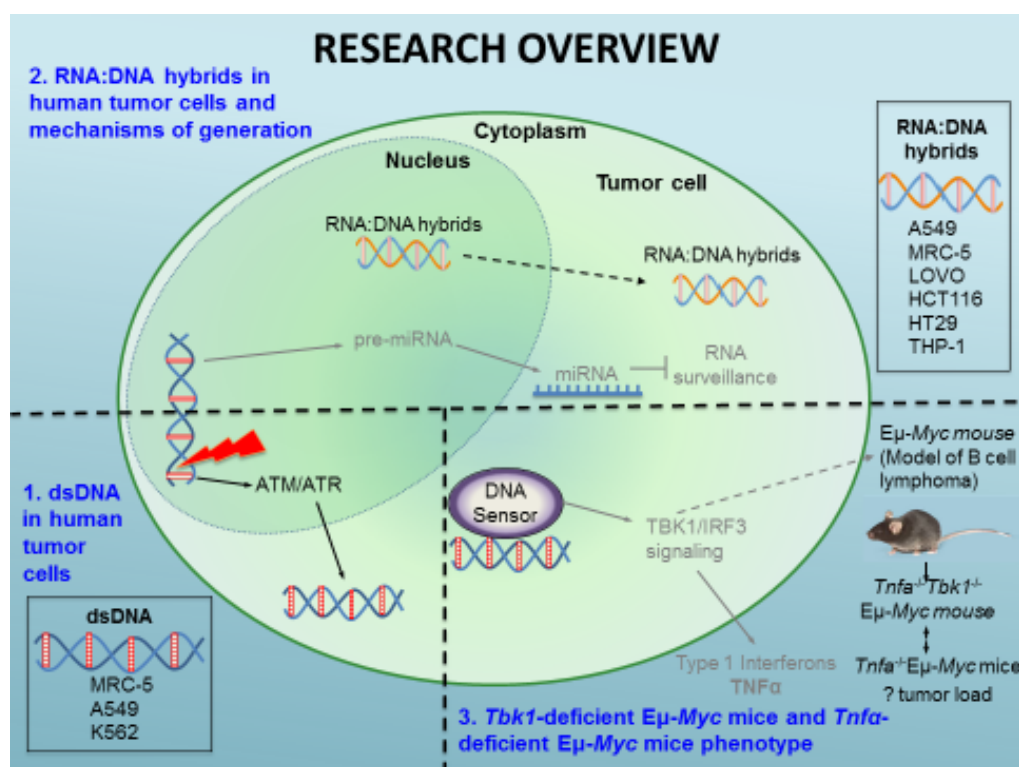 RESEARCH OVERVIEW
2. RNA:DNA hybrids in
human tumor cells and
mechanisms of generation
Cytoplasm
Nucleus
Tumor cell
RNA:DNA hybrids
RNA:DNA hybrids
pre-miRNA
miRNA
RNA
surveillance
RNA:DNA
hybrids
A549
MRC-5
LOVO
HCT116
HT29
THP-1
1. dsDNA
in human
tumor
cells
ATM/ATR
dsDNA
MRC-5
A549
K562
DNA
Sensor
TBK1/IRF3
signaling
Type 1 Interferons
TNFα
Eμ-Myc mouse
(Model of B cell
lymphoma)
Tnfa-/-Tbk1-/-
Eμ-Myc mouse
Tnfa-/-Eμ-Myc mice
? tumor load
3. Tbk1-deficient Eμ-Myc mice and Tnfα-
deficient Eμ-Myc mice phenotype